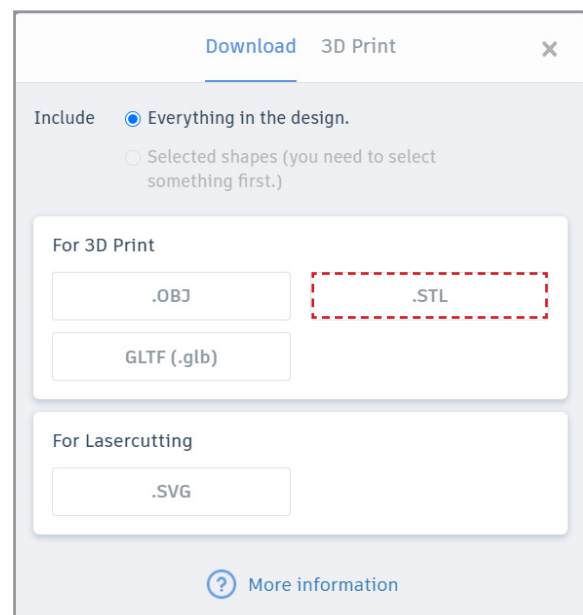 Download 3D Print
Include Everything in the design.
Selected shapes (you need to select
something first.)
For 3D Print
.OBJ .STL
GLTF (.glb)
For Lasercutting
.SVG
? More information